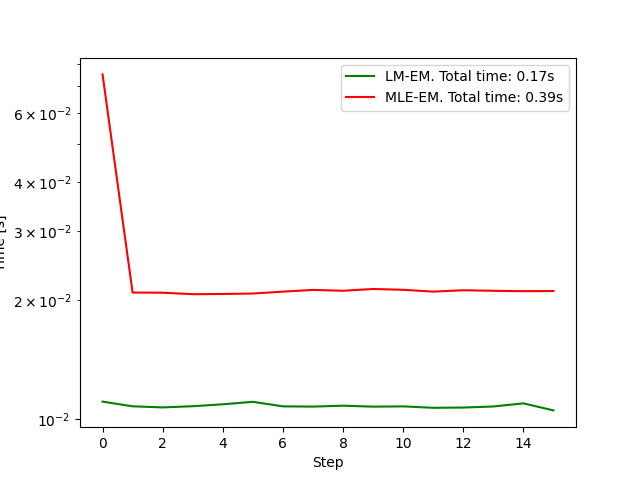 LM-EM. Total time: 0.17s
MLE-EM. Total time: 0.39s
6 × 10⁻²
4 × 10⁻²
3 × 10⁻²
2 × 10⁻²
10⁻²
[s]
0 2 4 6 8 10 12 14
Step